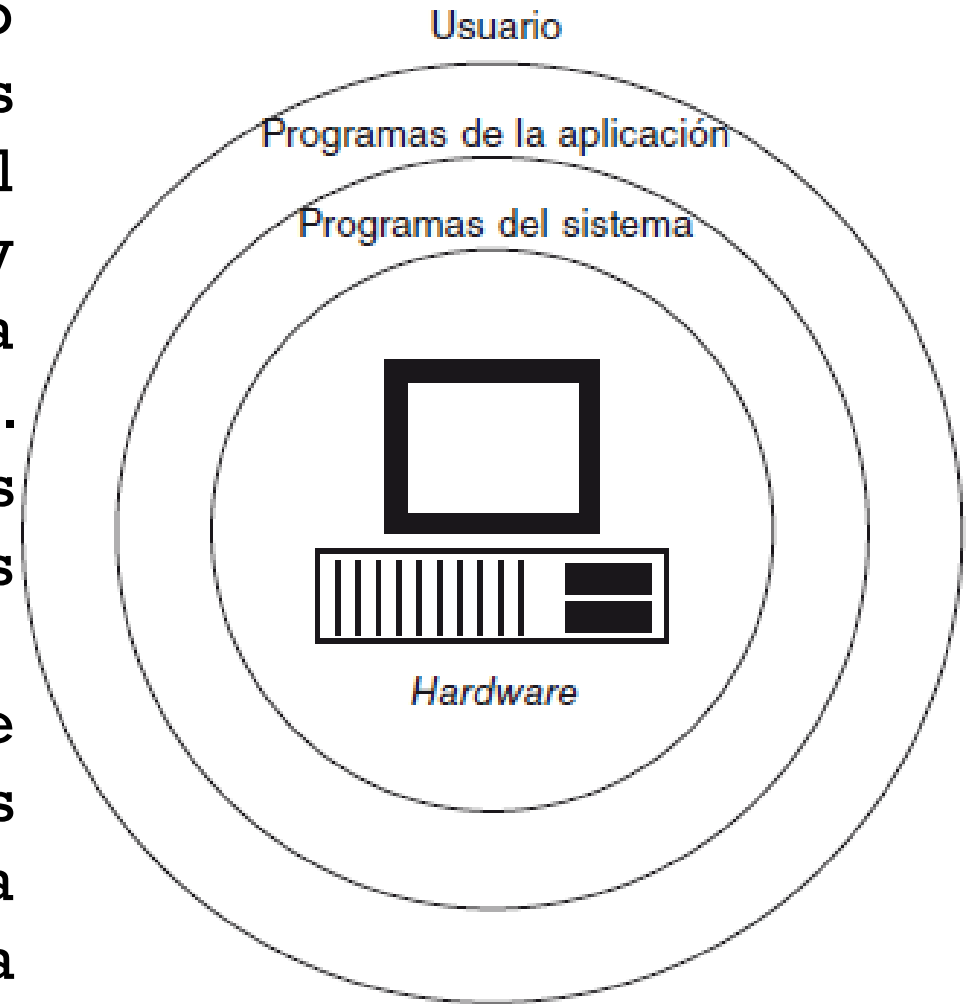 Usuario
Programas de la aplicación
Programas del sistema
Hardware
o
s
l
y
a
.
s
s
e
s
a
a